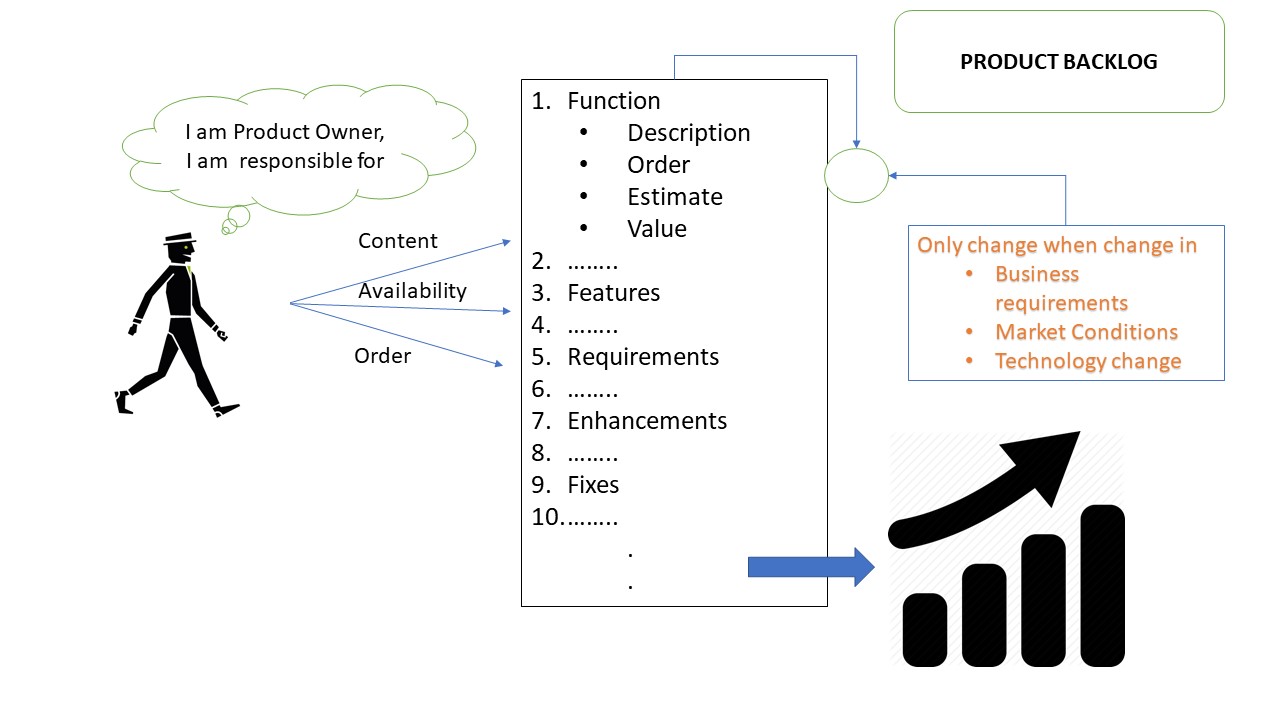 PRODUCT BACKLOG
I am Product Owner,
I am  responsible for
Content
Availability
Order
1. Function
• Description
• Order
• Estimate
• Value
2. ……..
3. Features
4. ……..
5. Requirements
6. ……..
7. Enhancements
8. ……..
9. Fixes
10. ……..
.
.
Only change when change in
• Business
requirements
• Market Conditions
• Technology change